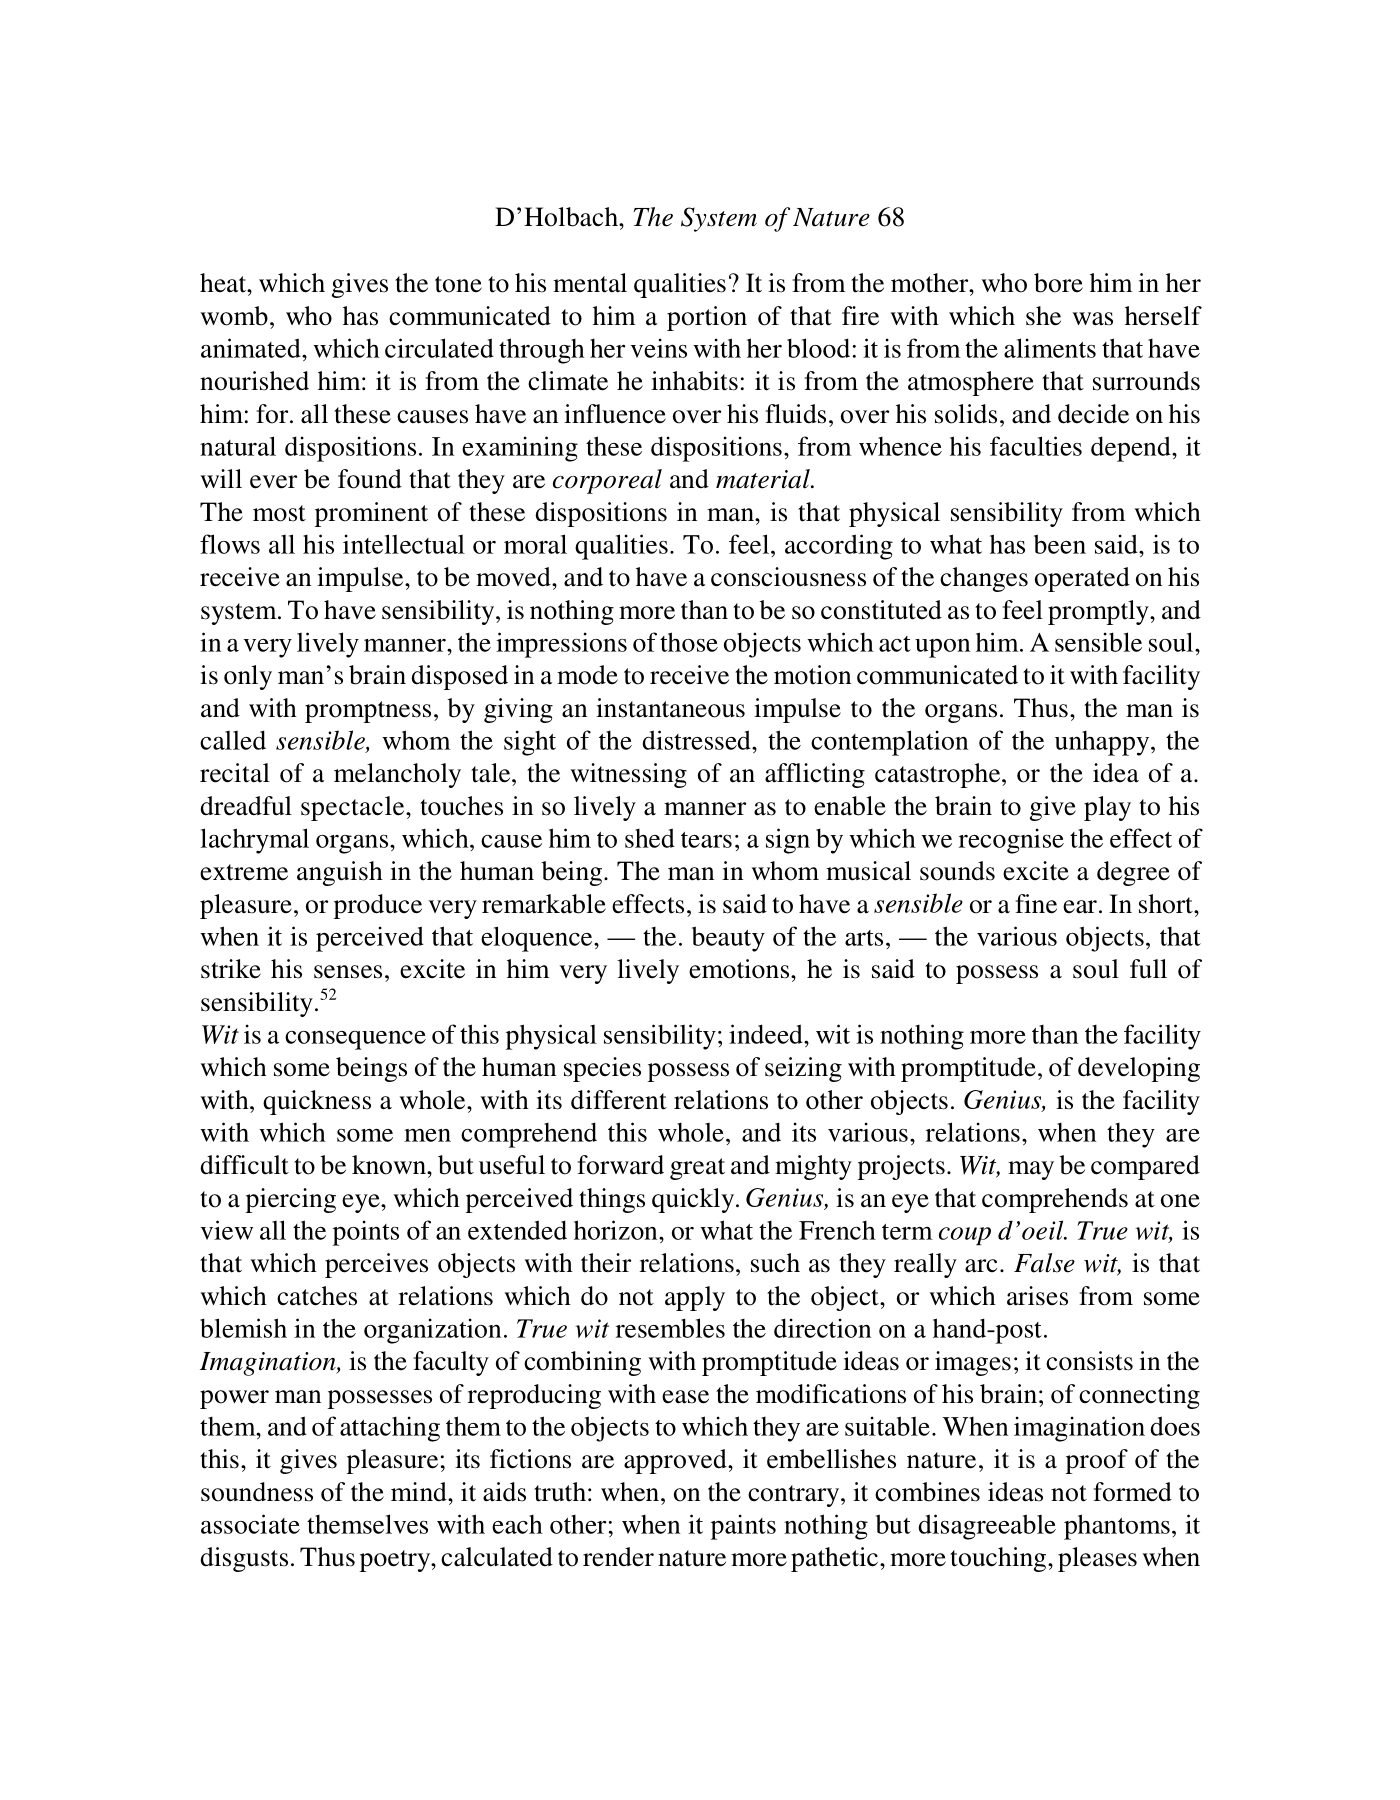 D’Holbach, The System of Nature 68
heat, which gives the tone to his mental qualities? It is from the mother, who bore him in her
womb, who has communicated to him a portion of that fire with which she was herself
animated, which circulated through her veins with her blood: it is from the aliments that have
nourished him: it is from the climate he inhabits: it is from the atmosphere that surrounds
him: for. all these causes have an influence over his fluids, over his solids, and decide on his
natural dispositions. In examining these dispositions, from whence his faculties depend, it
will ever be found that they are corporeal and material.
The most prominent of these dispositions in man, is that physical sensibility from which
flows all his intellectual or moral qualities. To. feel, according to what has been said, is to
receive an impulse, to be moved, and to have a consciousness of the changes operated on his
system. To have sensibility, is nothing more than to be so constituted as to feel promptly, and
in a very lively manner, the impressions of those objects which act upon him. A sensible soul,
is only man’s brain disposed in a mode to receive the motion communicated to it with facility
and with promptness, by giving an instantaneous impulse to the organs. Thus, the man is
called sensible, whom the sight of the distressed, the contemplation of the unhappy, the
recital of a melancholy tale, the witnessing of an afflicting catastrophe, or the idea of a.
dreadful spectacle, touches in so lively a manner as to enable the brain to give play to his
lachrymal organs, which, cause him to shed tears; a sign by which we recognise the effect of
extreme anguish in the human being. The man in whom musical sounds excite a degree of
pleasure, or produce very remarkable effects, is said to have a sensible or a fine ear. In short,
when it is perceived that eloquence, — the. beauty of the arts, — the various objects, that
strike his senses, excite in him very lively emotions, he is said to possess a soul full of
sensibility.52
Wit is a consequence of this physical sensibility; indeed, wit is nothing more than the facility
which some beings of the human species possess of seizing with promptitude, of developing
with, quickness a whole, with its different relations to other objects. Genius, is the facility
with which some men comprehend this whole, and its various, relations, when they are
difficult to be known, but useful to forward great and mighty projects. Wit, may be compared
to a piercing eye, which perceived things quickly. Genius, is an eye that comprehends at one
view all the points of an extended horizon, or what the French term coup d’oeil. True wit, is
that which perceives objects with their relations, such as they really arc. False wit, is that
which catches at relations which do not apply to the object, or which arises from some
blemish in the organization. True wit resembles the direction on a hand-post.
Imagination, is the faculty of combining with promptitude ideas or images; it consists in the
power man possesses of reproducing with ease the modifications of his brain; of connecting
them, and of attaching them to the objects to which they are suitable. When imagination does
this, it gives pleasure; its fictions are approved, it embellishes nature, it is a proof of the
soundness of the mind, it aids truth: when, on the contrary, it combines ideas not formed to
associate themselves with each other; when it paints nothing but disagreeable phantoms, it
disgusts. Thus poetry, calculated to render nature more pathetic, more touching, pleases when